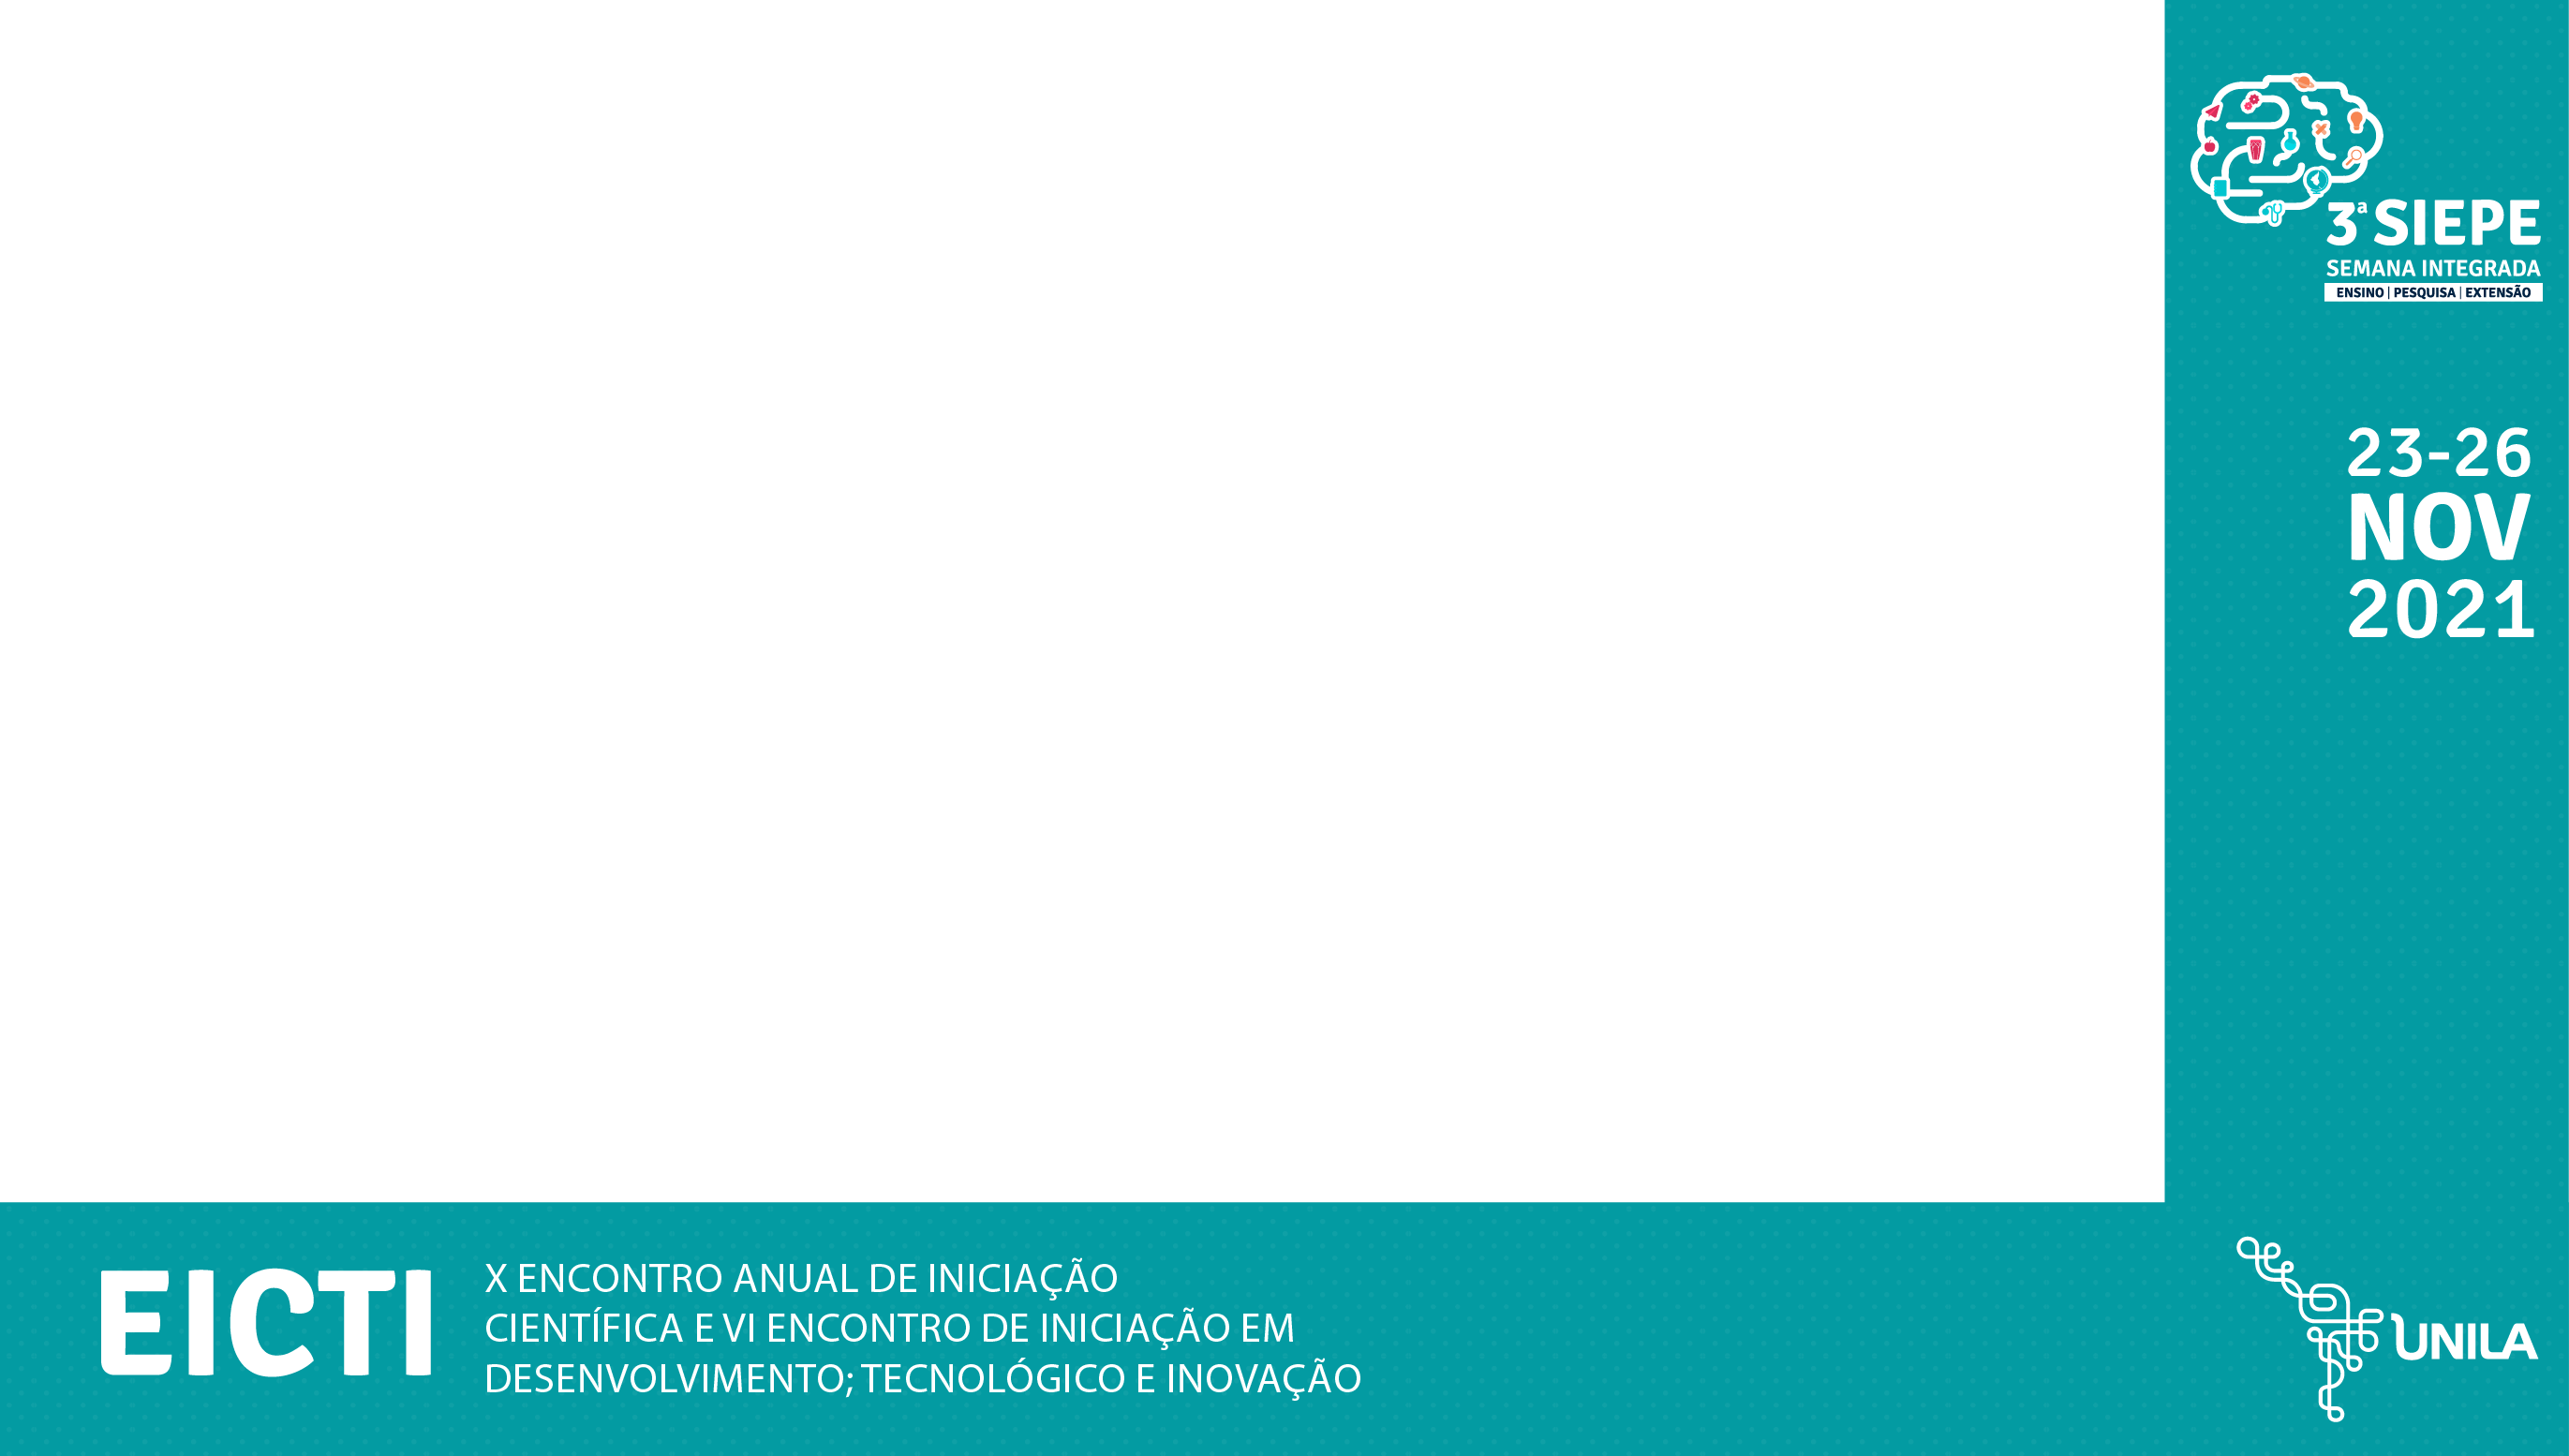 3ª SIEPE
SEMANA INTEGRADA
ENSINO | PESQUISA | EXTENSÃO
23-26
NOV
2021
EICTI
X ENCONTRO ANUAL DE INICIAÇÃO
CIENTÍFICA E VI ENCONTRO DE INICIAÇÃO EM
DESENVOLVIMENTO; TECNOLÓGICO E INOVAÇÃO
UNILA